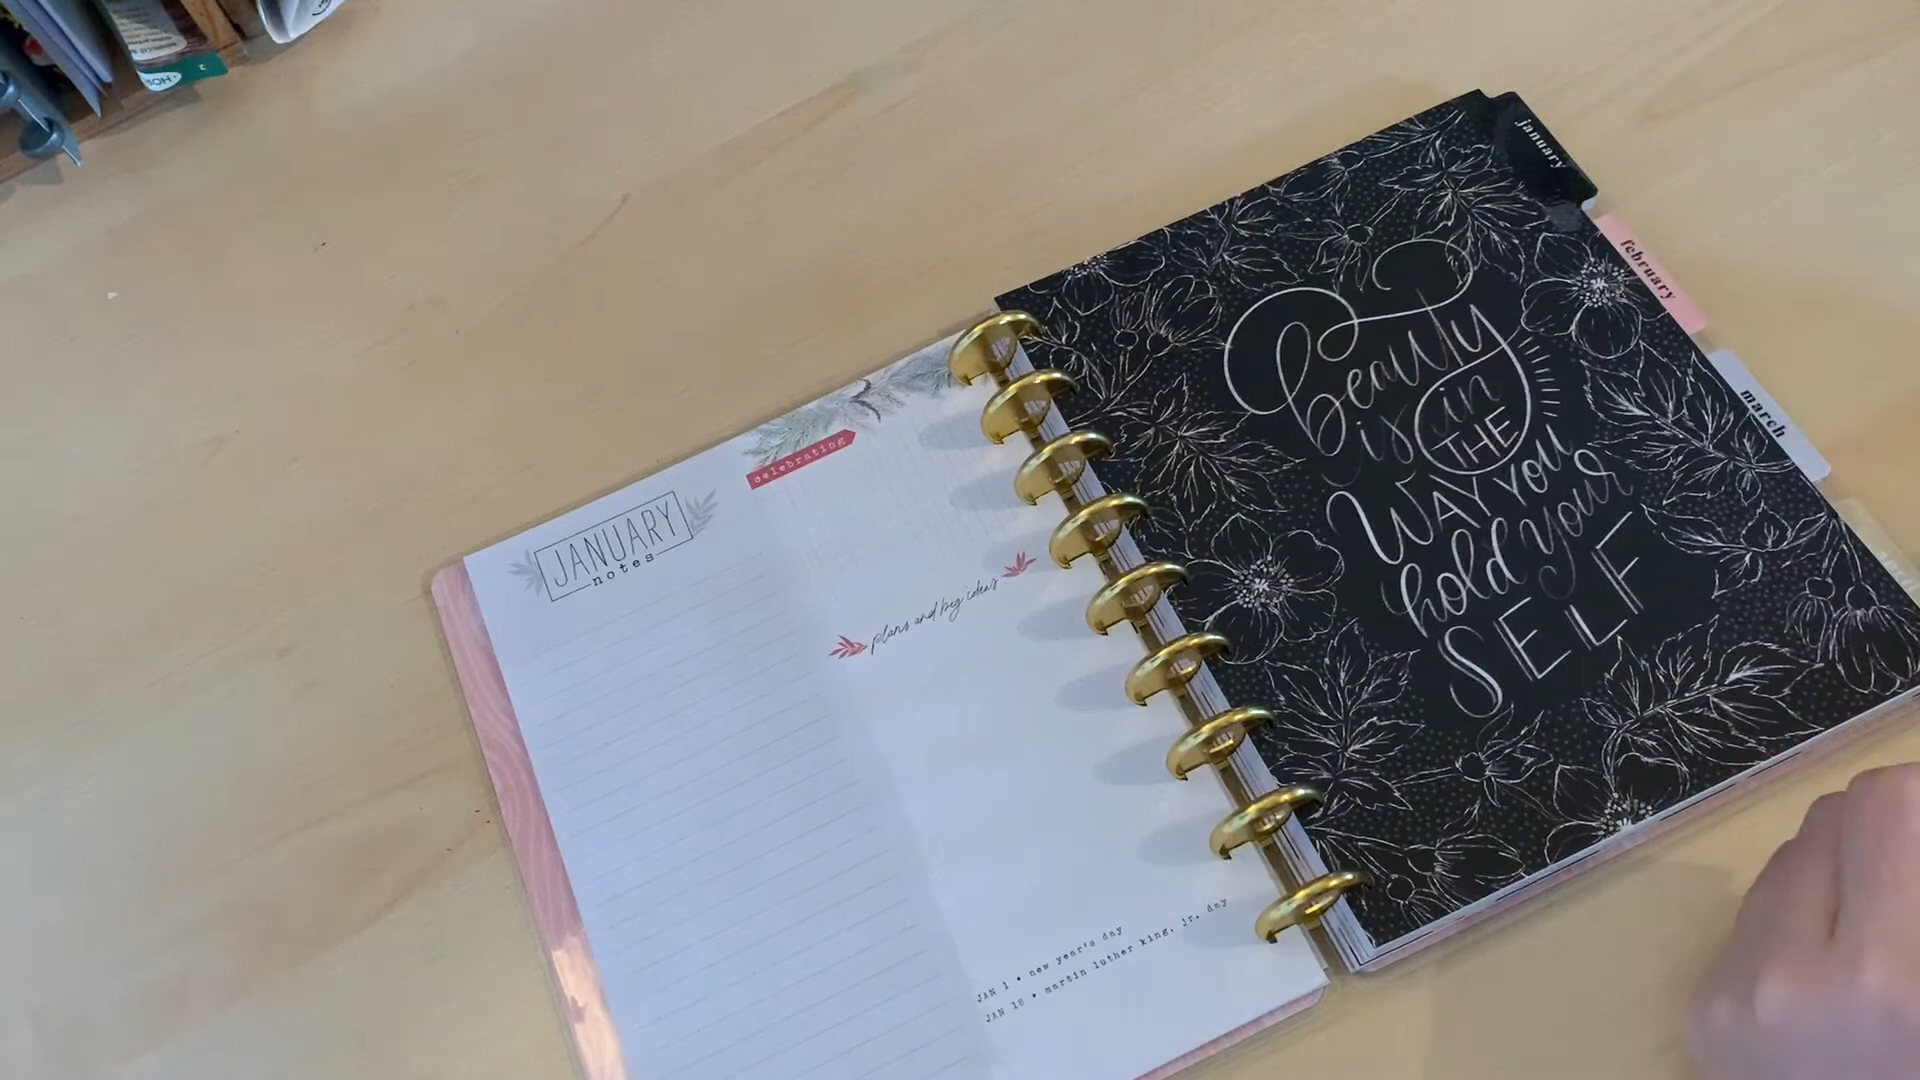 JANUARY
notes
celebrating
plans and big ideas
JAN 1 • new year's day
JAN 18 • martin luther king, jr. day
beauty
is in
THE
WAY YOU
hold your
SELF
january
february
march